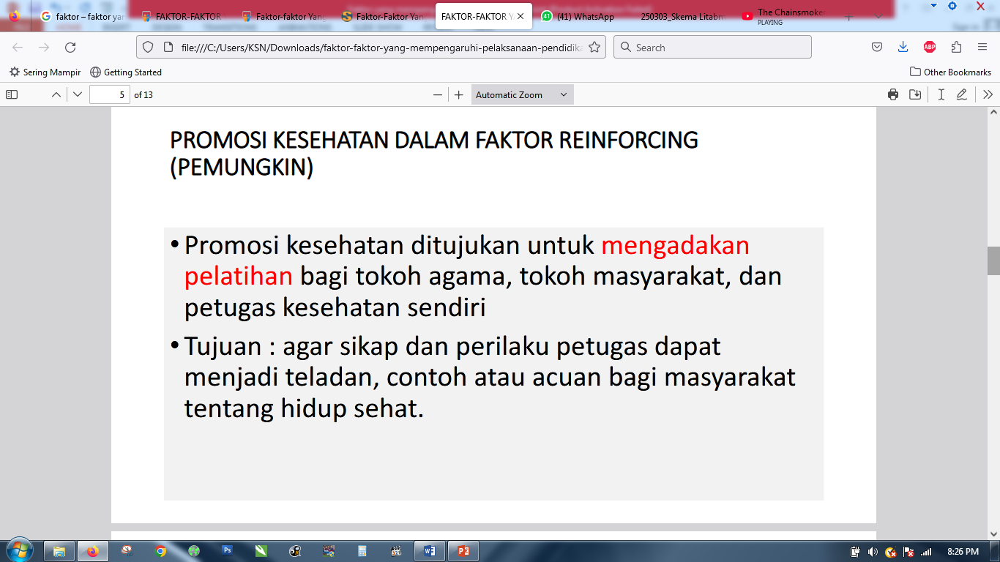 faktor – faktor yar
FAKTOR-FAKTOR
Faktor-faktor Yang
Faktor-Faktor Yan
FAKTOR-FAKTOR Y
41
(41) WhatsApp
250303_Skema Litabm
The Chainsmoker
PLAYING
file:///C:/Users/KSN/Downloads/faktor-faktor-yang-mempengaruhi-pelaksanaan-pendidika
Search
ABP
Sering Mampir
Getting Started
Other Bookmarks
5 of 13
Automatic Zoom
PROMOSI KESEHATAN DALAM FAKTOR REINFORCING
(PEMUNGKIN)
• Promosi kesehatan ditujukan untuk mengadakan
pelatihan bagi tokoh agama, tokoh masyarakat, dan
petugas kesehatan sendiri
• Tujuan : agar sikap dan perilaku petugas dapat
menjadi teladan, contoh atau acuan bagi masyarakat
tentang hidup sehat.
Ps
8:26 PM